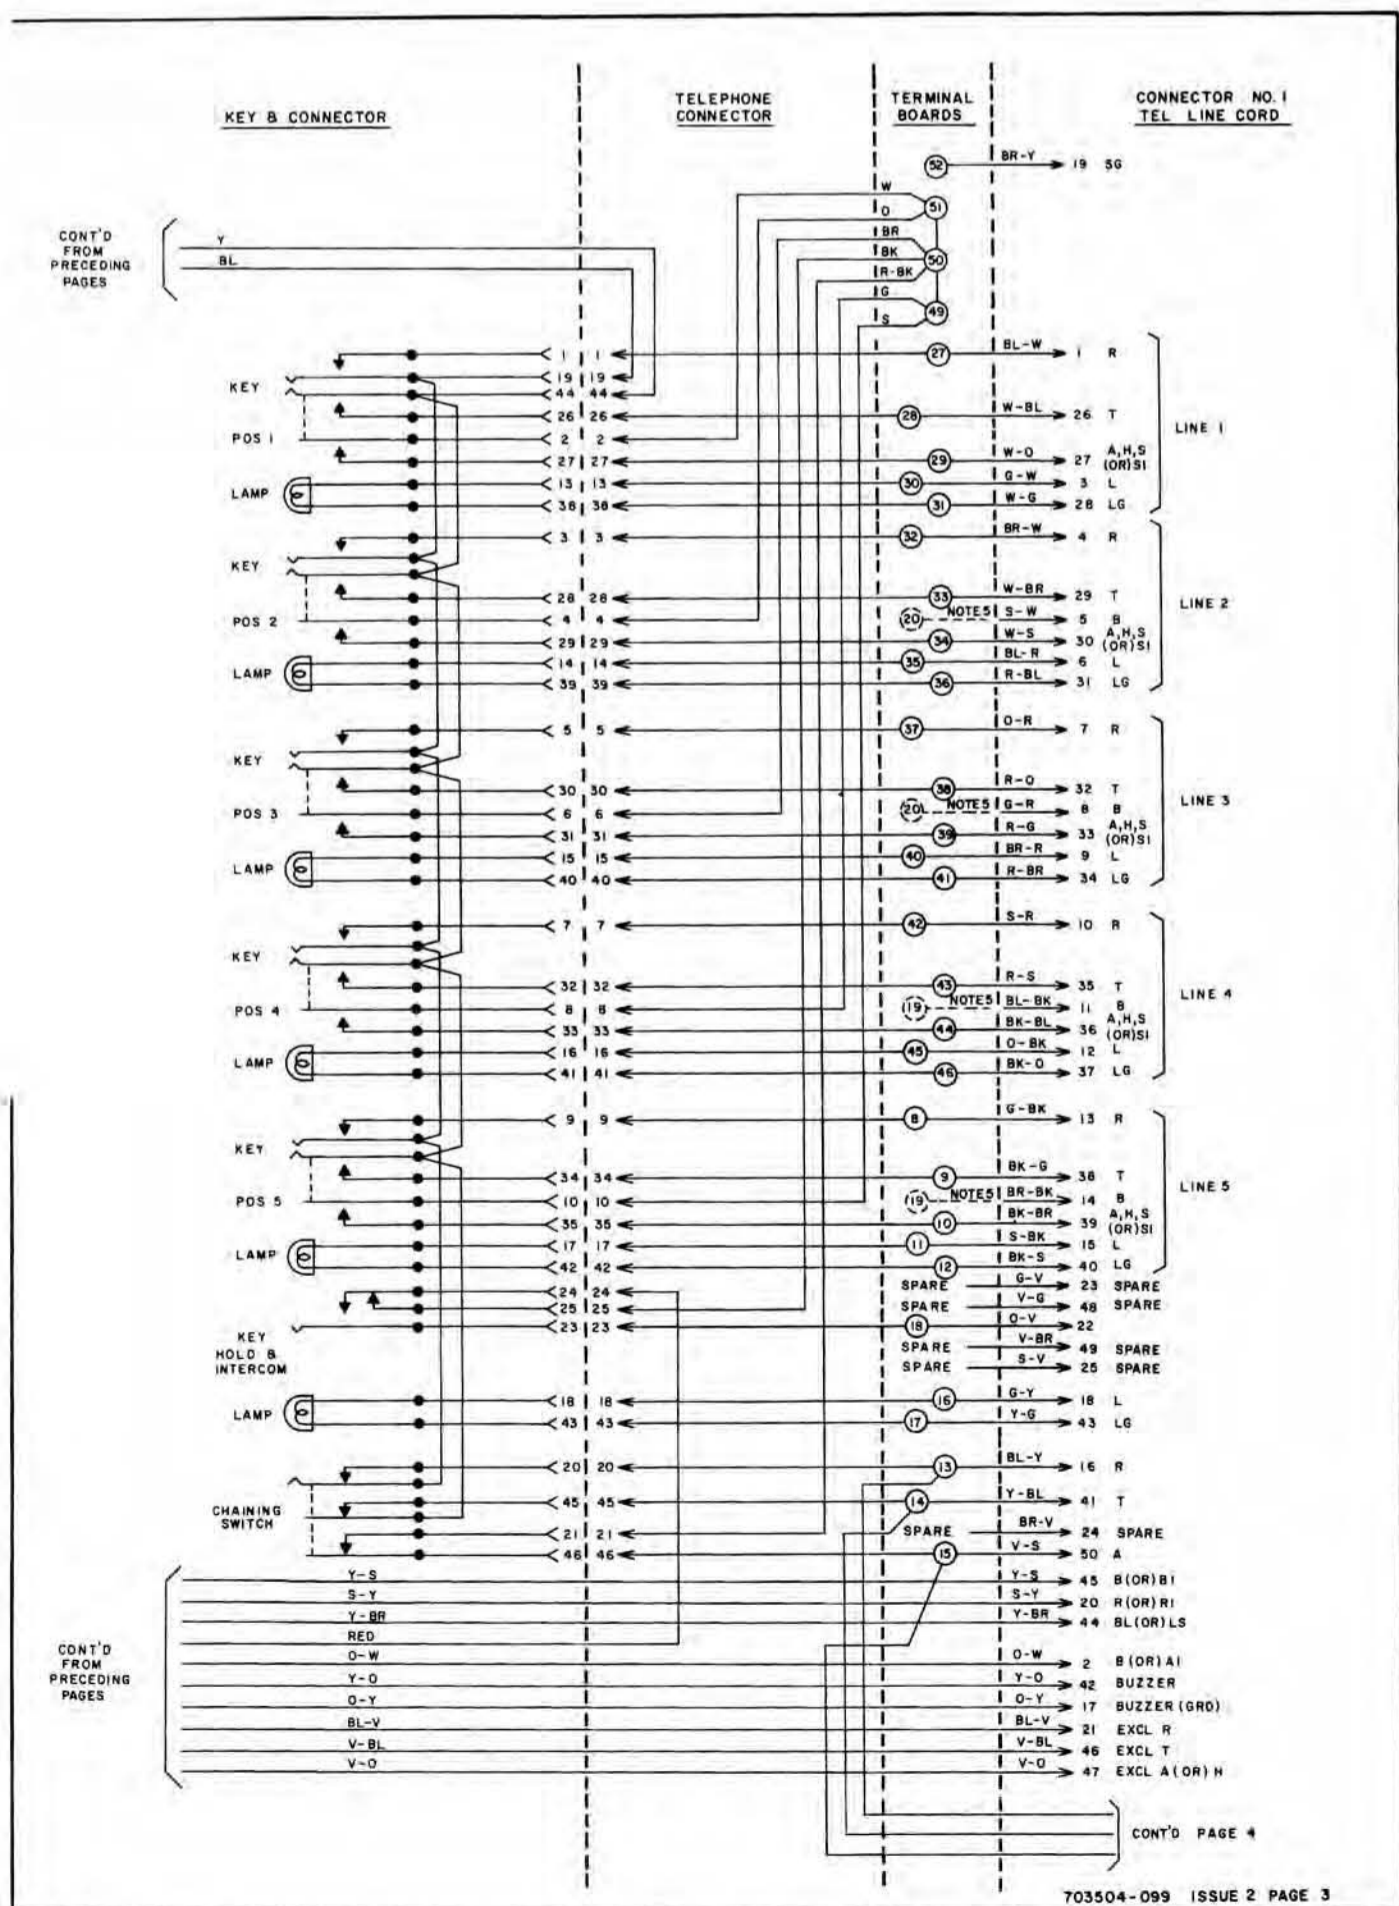 KEY & CONNECTOR
TELEPHONE
CONNECTOR
TERMINAL
BOARDS
CONNECTOR NO. 1
TEL LINE CORD
52 BR-Y 19 SG
W
51
O
BR
BK
50
R-BK
G
49
S
CONT'D
FROM
PRECEDING
PAGES
Y
BL
1 1 27 BL-W 1 R
KEY
19 19
44 44
26 26 28 W-BL 26 T
POS 1
2 2
LINE 1
27 27 29 W-O 27 A,H,S
(OR)S1
LAMP
13 13 30 G-W 3 L
38 38 31 W-G 28 LG
3 3 32 BR-W 4 R
KEY
28 28 33 W-BR 29 T
POS 2
4 4 20 NOTE 5 S-W 5 B
LINE 2
29 29 34 W-S 30 A,H,S
(OR)S1
LAMP
14 14 35 BL-R 6 L
39 39 36 R-BL 31 LG
5 5 37 O-R 7 R
KEY
30 30 38 R-O 32 T
POS 3
6 6 20 NOTE 5 G-R 8 B
LINE 3
31 31 39 R-G 33 A,H,S
(OR)S1
LAMP
15 15 40 BR-R 9 L
40 40 41 R-BR 34 LG
7 7 42 S-R 10 R
KEY
32 32 43 R-S 35 T
POS 4
8 8 19 NOTE 5 BL-BK 11 B
LINE 4
33 33 44 BK-BL 36 A,H,S
(OR)S1
LAMP
16 16 45 O-BK 12 L
41 41 46 BK-O 37 LG
9 9 8 G-BK 13 R
KEY
34 34 9 BK-G 38 T
POS 5
10 10 19 NOTE 5 BR-BK 14 B
LINE 5
35 35 10 BK-BR 39 A,H,S
(OR)S1
LAMP
17 17 11 S-BK 15 L
42 42 12 BK-S 40 LG
24 24 SPARE G-V 23 SPARE
25 25 SPARE V-G 48 SPARE
23 23 18 O-V 22
KEY
HOLD &
INTERCOM
SPARE V-BR 49 SPARE
SPARE S-V 25 SPARE
LAMP
18 18 16 G-Y 18 L
43 43 17 Y-G 43 LG
20 20 13 BL-Y 16 R
CHAINING
SWITCH
45 45 14 Y-BL 41 T
21 21 SPARE BR-V 24 SPARE
46 46 15 V-S 50 A
CONT'D
FROM
PRECEDING
PAGES
Y-S Y-S 45 B(OR)B1
S-Y S-Y 20 R(OR)R1
Y-BR Y-BR 44 BL(OR)LS
RED
O-W O-W 2 B(OR)A1
Y-O Y-O 42 BUZZER
O-Y O-Y 17 BUZZER(GRD)
BL-V BL-V 21 EXCL R
V-BL V-BL 46 EXCL T
V-O V-O 47 EXCL A(OR)H
CONT'D PAGE 4
703504-099 ISSUE 2 PAGE 3